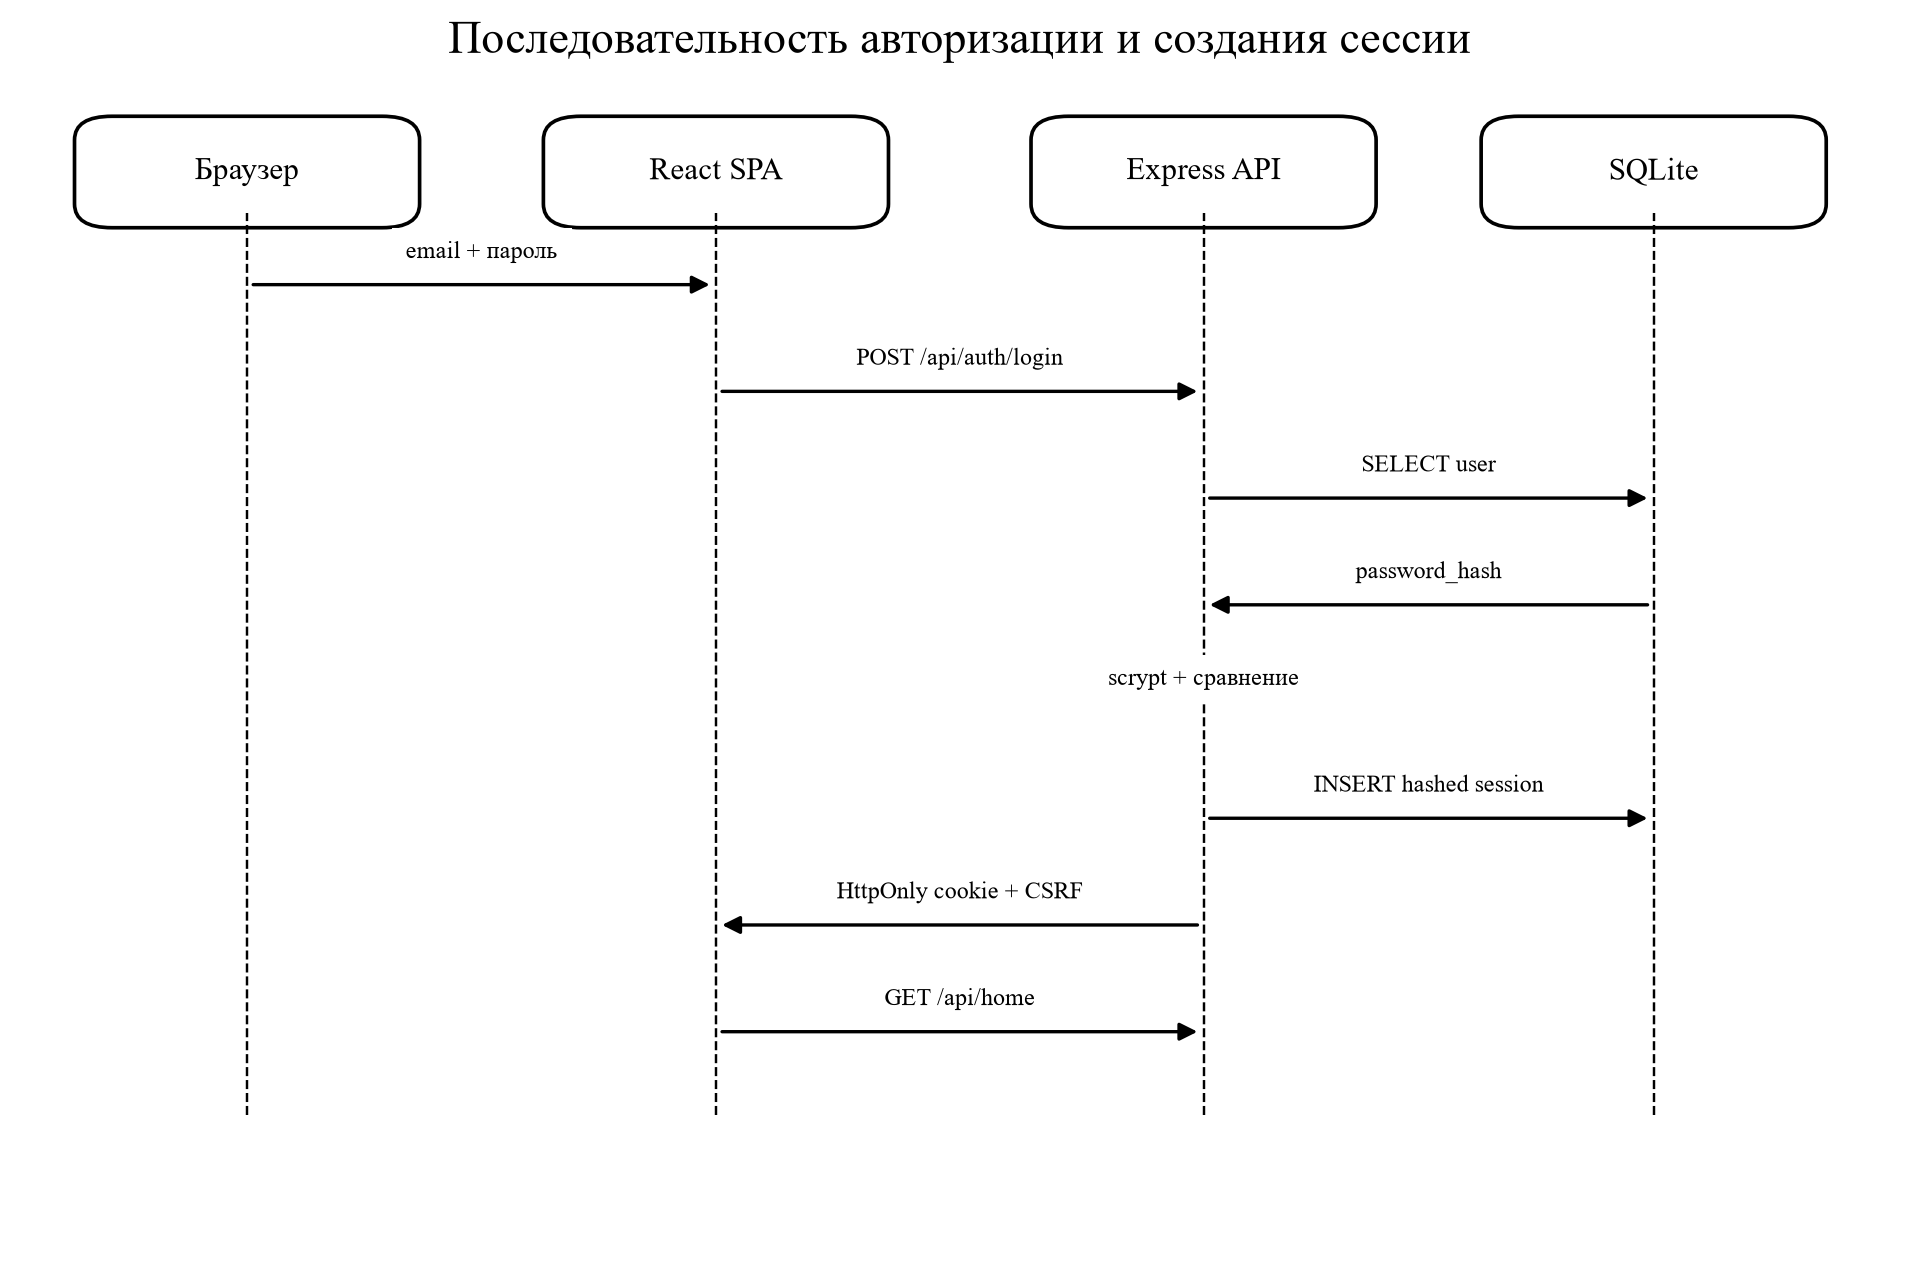 Последовательность авторизации и создания сессии
Браузер
React SPA
Express API
SQLite
email + пароль
POST /api/auth/login
SELECT user
password_hash
scrypt + сравнение
INSERT hashed session
HttpOnly cookie + CSRF
GET /api/home